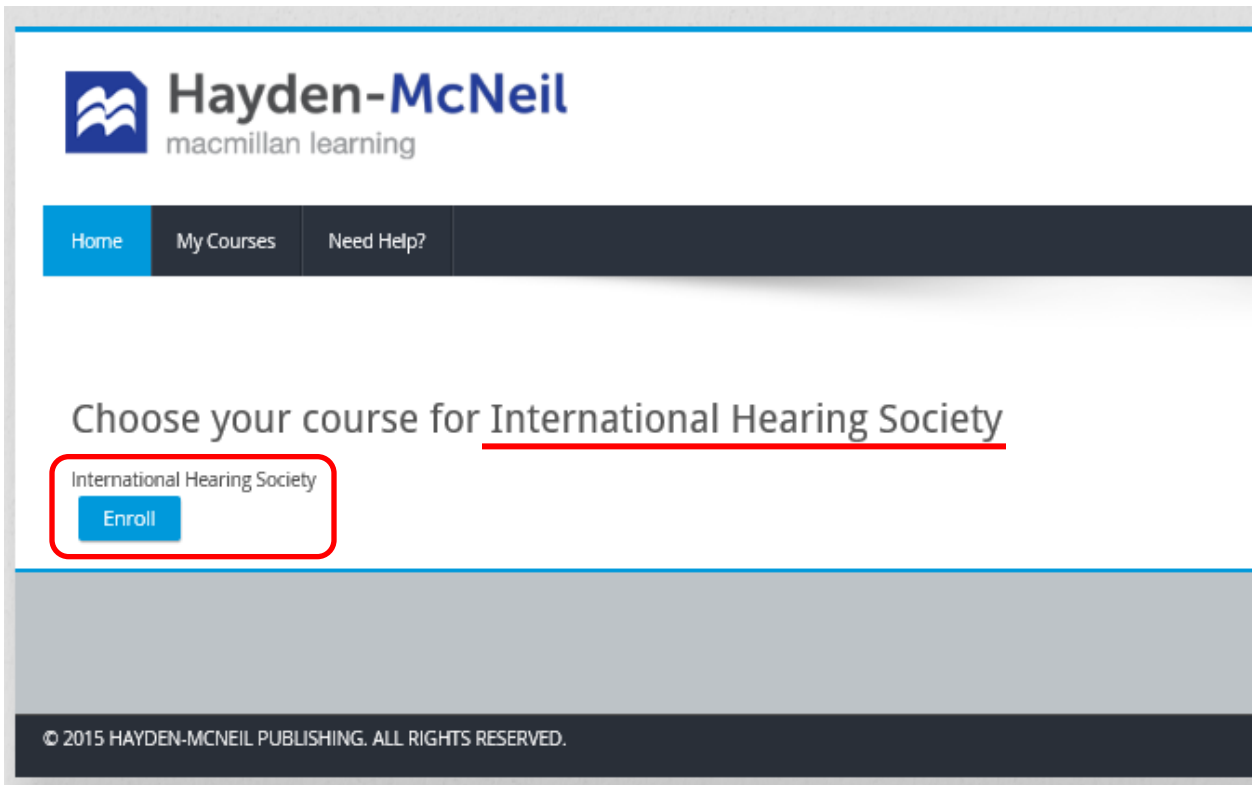 Hayden-McNeil
macmillan learning
Home My Courses Need Help?
Choose your course for International Hearing Society
International Hearing Society
Enroll
© 2015 HAYDEN-MCNEIL PUBLISHING. ALL RIGHTS RESERVED.